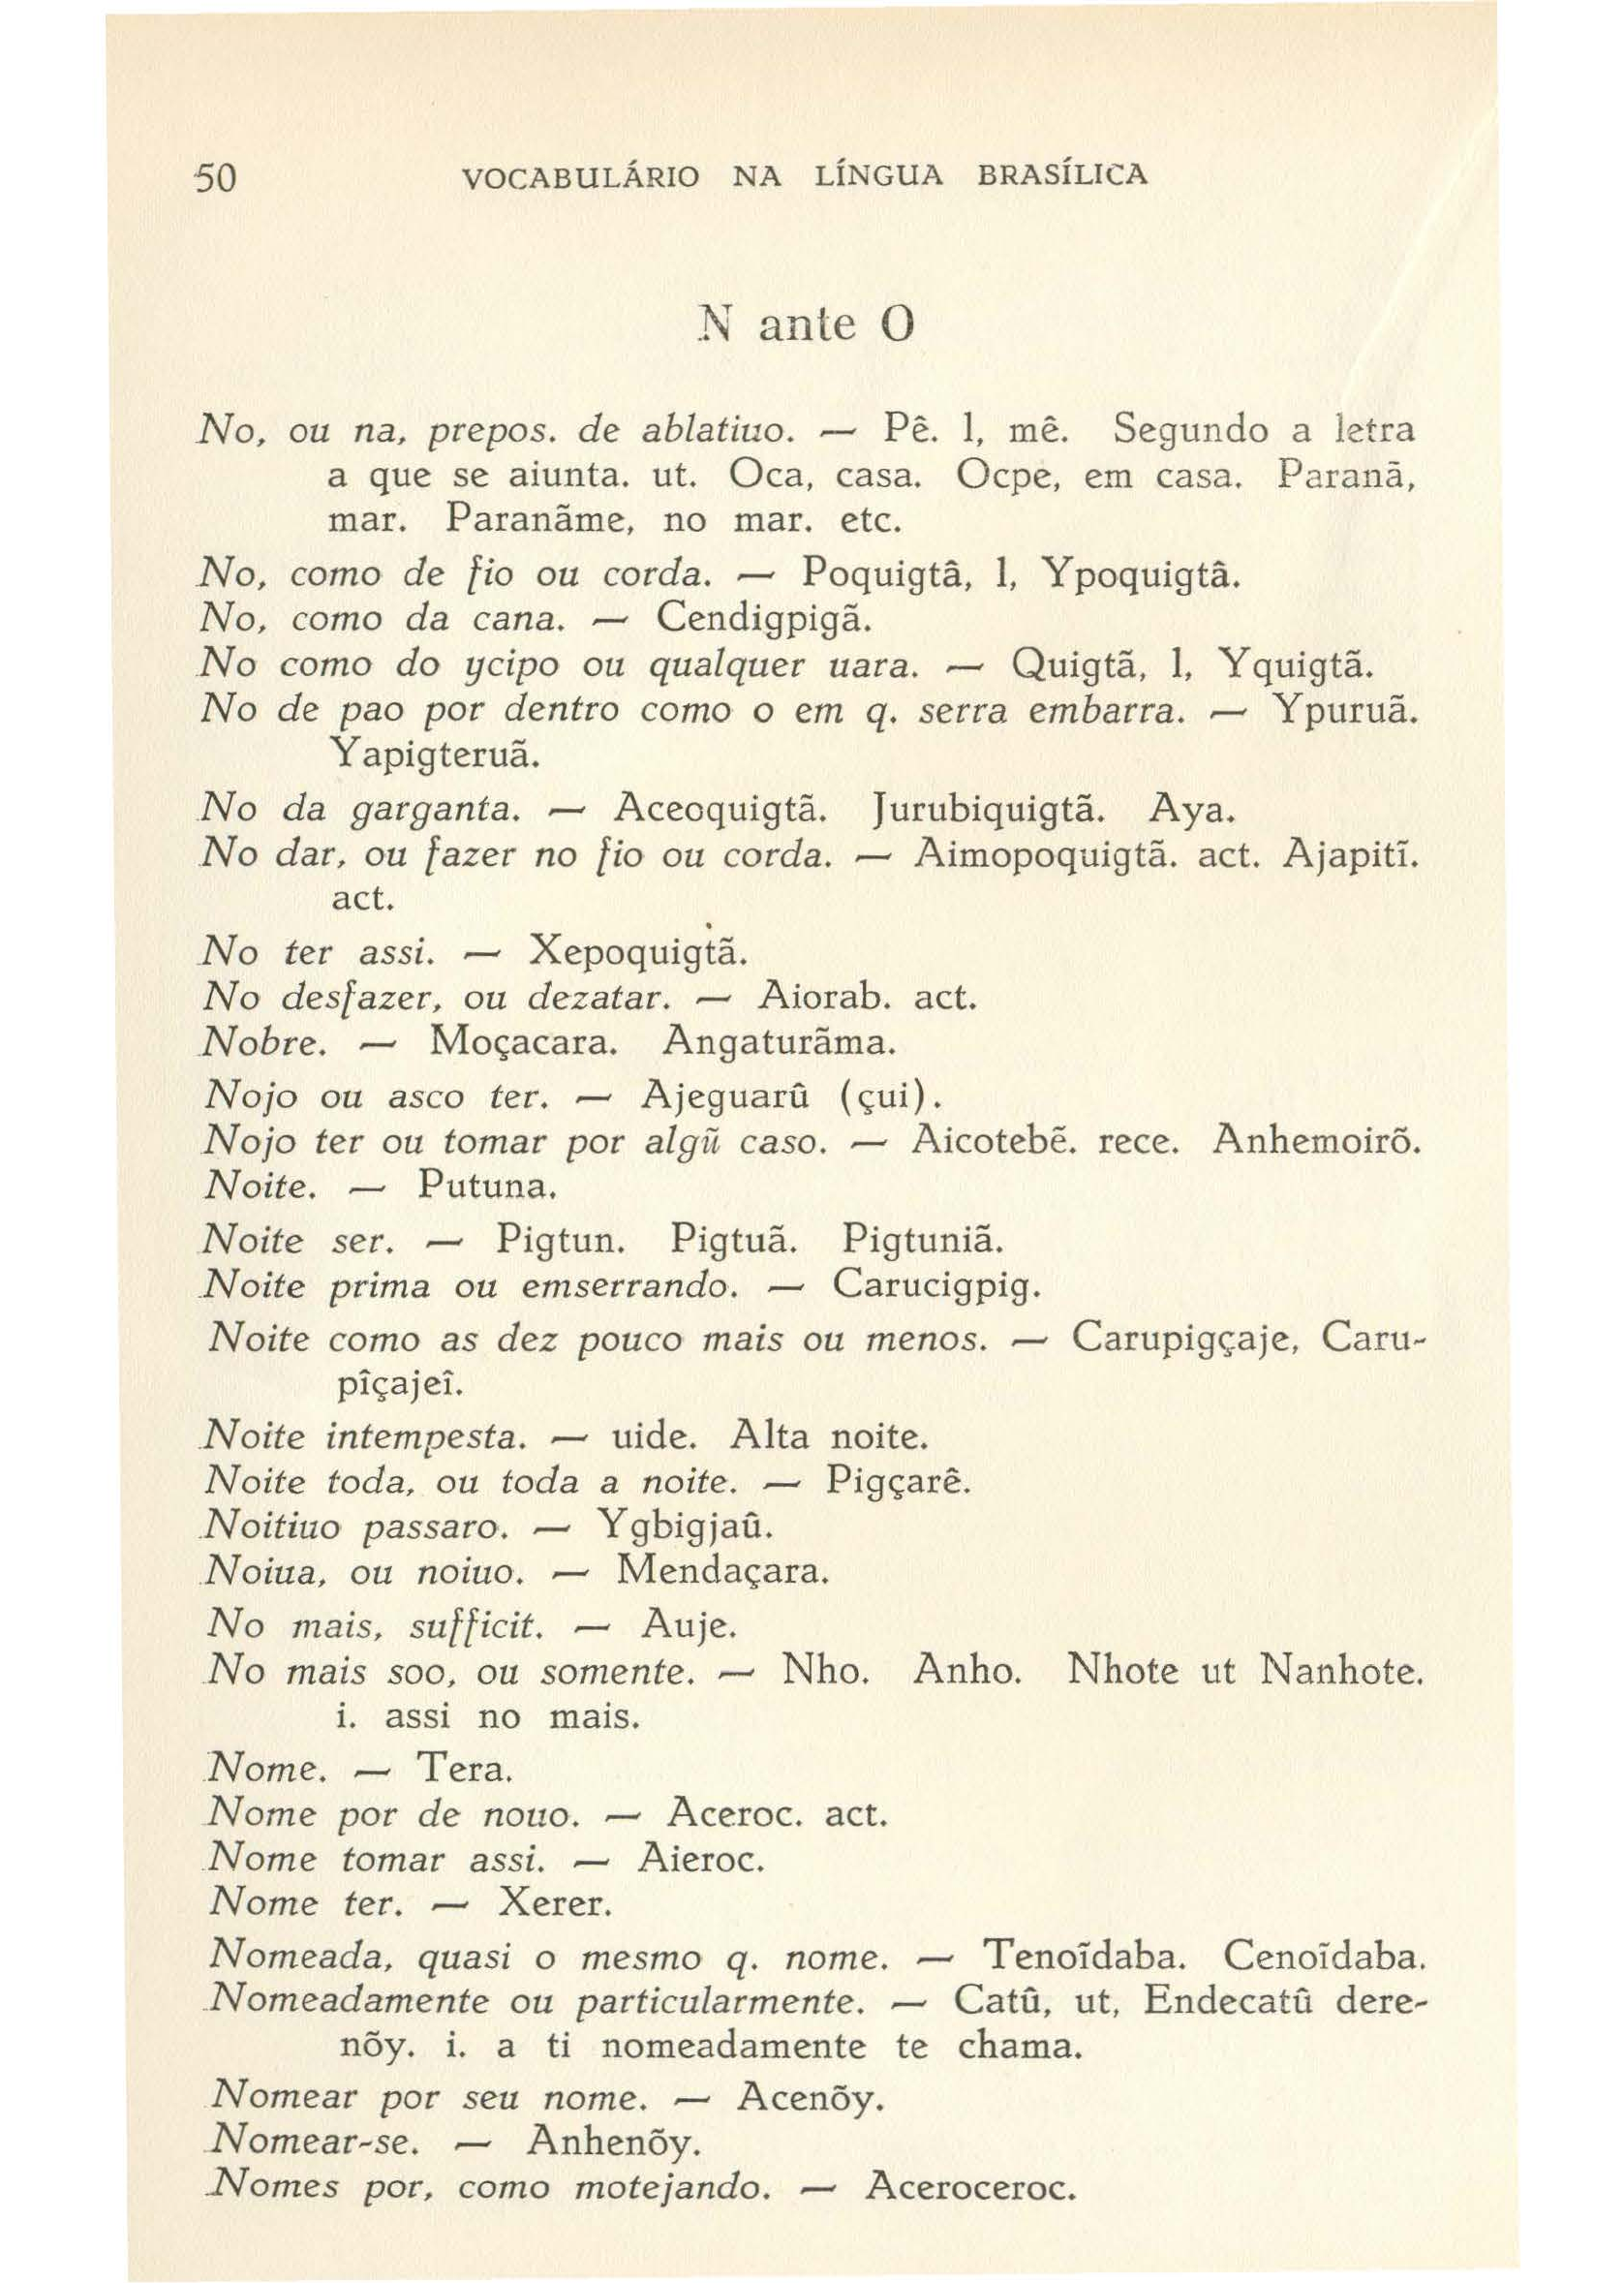 50 VOCABULÁRIO NA LÍNGUA BRASÍLICA
N ante O
No, ou na, prepos. de ablatiuo. — Pê. l, mê. Segundo a letra
a que se aiunta. ut. Oca, casa. Ocpe, em casa. Paranã,
mar. Paranãme, no mar. etc.
No, como de fio ou corda. — Poquigtâ, l, Ypoquigtâ.
No, como da cana. — Cendigpigã.
No como do ycipo ou qualquer uara. — Quigtã, l, Yquigtã.
No de pao por dentro como o em q. serra embarra. — Ypuruã.
Yapigteruã.
No da garganta. — Aceoquigtã. Jurubiquigtã. Aya.
No dar, ou fazer no fio ou corda. — Aimopoquigtã. act. Ajapitĩ.
act.
No ter assi. — Xepoquigtã.
No desfazer, ou dezatar. — Aiorab. act.
Nobre. — Moçacara. Angaturãma.
Nojo ou asco ter. — Ajeguarû (çui).
Nojo ter ou tomar por algũ caso. — Aicotebẽ. rece. Anhemoirõ.
Noite. — Putuna.
Noite ser. — Pigtun. Pigtuã. Pigtuniã.
Noite prima ou emserrando. — Carucigpig.
Noite como as dez pouco mais ou menos. — Carupigçaje, Caru-
pîçajeî.
Noite intempesta. — uide. Alta noite.
Noite toda, ou toda a noite. — Pigçarê.
Noitiuo passaro. — Ygbigjaû.
Noiua, ou noiuo. — Mendaçara.
No mais, sufficit. — Auje.
No mais soo, ou somente. — Nho. Anho. Nhote ut Nanhote.
i. assi no mais.
Nome. — Tera.
Nome por de nouo. — Aceroc. act.
Nome tomar assi. — Aieroc.
Nome ter. — Xerer.
Nomeada, quasi o mesmo q. nome. — Tenoĩdaba. Cenoĩdaba.
Nomeadamente ou particularmente. — Catû, ut, Endecatû dere-
nõy. i. a ti nomeadamente te chama.
Nomear por seu nome. — Acenõy.
Nomear-se. — Anhenõy.
Nomes por, como motejando. — Aceroceroc.